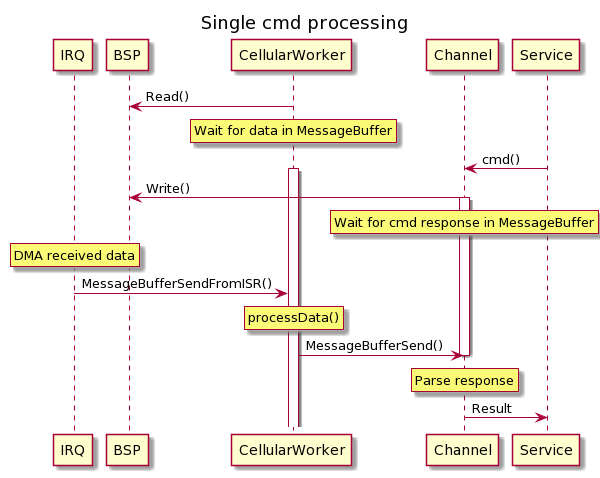 Single cmd processing
IRQ BSP CellularWorker Channel Service
Read()
Wait for data in MessageBuffer
cmd()
Write()
Wait for cmd response in MessageBuffer
DMA received data
MessageBufferSendFromISR()
processData()
MessageBufferSend()
Parse response
Result
IRQ BSP CellularWorker Channel Service